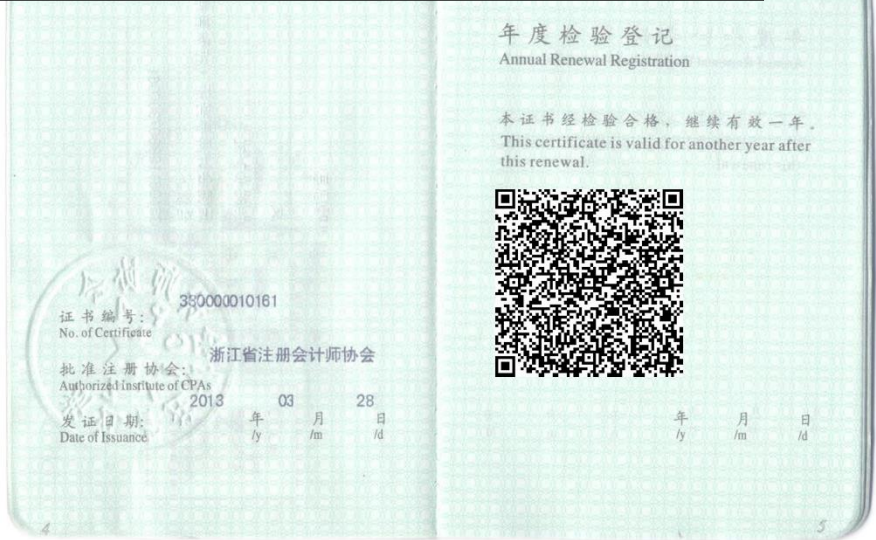 330000010161
证书编号:
No. of Certificate
浙江省注册会计师协会
批准注册协会:
Authorized Institute of CPAs
2013 03 28
发证日期: 年 月 日
Date of Issuance /y /m /d
4
年度检验登记
Annual Renewal Registration
本证书经检验合格，继续有效一年。
This certificate is valid for another year after
this renewal.
年 月 日
/y /m /d
5